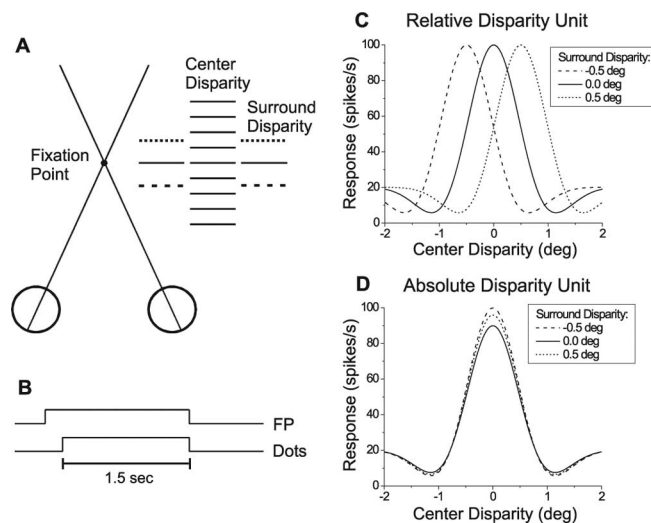 A
Center
Disparity
Surround
Disparity
Fixation
Point
B
FP
Dots
1.5 sec
C Relative Disparity Unit
Response (spikes/s)
100
80
60
40
20
0
-2 -1 0 1 2
Center Disparity (deg)
Surround Disparity:
-0.5 deg
0.0 deg
0.5 deg
D Absolute Disparity Unit
Response (spikes/s)
100
80
60
40
20
0
-2 -1 0 1 2
Center Disparity (deg)
Surround Disparity:
-0.5 deg
0.0 deg
0.5 deg